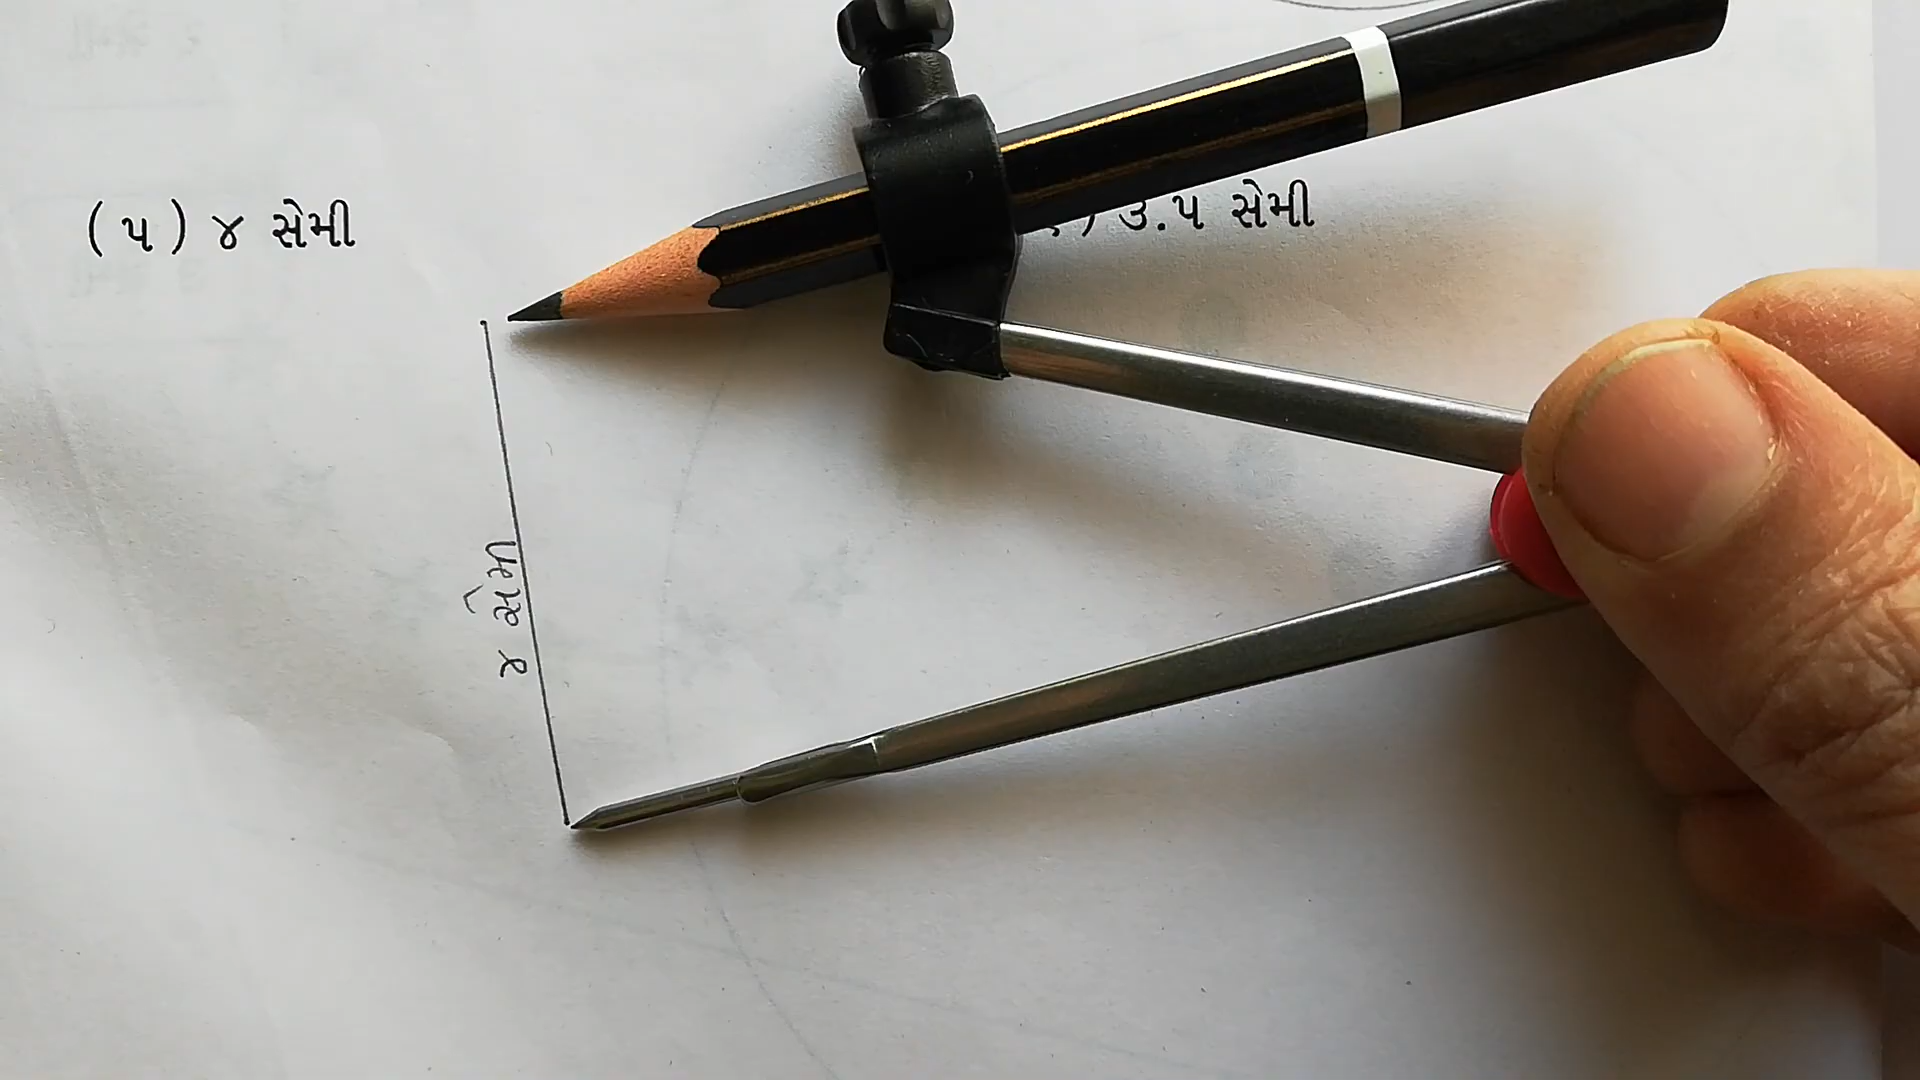 (૫) ૪ સેમી
) ૩.૫ સેમી
૪ સેમી